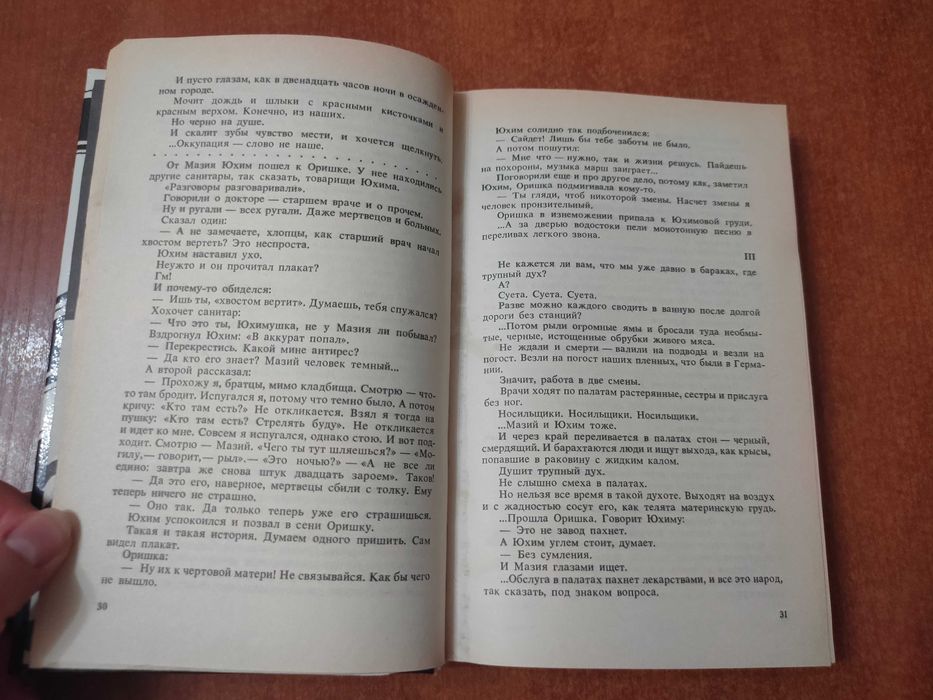 И пусто глазам, как в двенадцать часов ночи в осажден-
ном городе.
Мочит дождь и шлыки с красными кисточками и
красным верхом. Конечно, из наших.
Но черно на душе.
И скалит зубы чувство мести, и хочется щелкнуть.
...Оккупация — слово не наше.
. . . . . . . . . . . . . . . . . . . . . . . .
От Мазия Юхим пошел к Оришке. У нее находились
другие санитары, так сказать, товарищи Юхима.
«Разговоры разговаривали».
Говорили о докторе — старшем враче и о прочем.
Ну и ругали — всех ругали. Даже мертвецов и больных.
Сказал один:
— А не замечаете, хлопцы, как старший врач начал
хвостом вертеть? Это неспроста.
Юхим наставил ухо.
Неужто и он прочитал плакат?
Гм!
И почему-то обиделся:
— Ишь ты, «хвостом вертит». Думаешь, тебя спужался?
Хохочет санитар:
— Что это ты, Юхимушка, не у Мазия ли побывал?
Вздрогнул Юхим: «В аккурат попал».
— Перекрестись. Какой мине антирес?
— Да кто его знает? Мазий человек темный...
А второй рассказал:
— Прохожу я, братцы, мимо кладбища. Смотрю — что-
то там бродит. Испугался я, потому что темно было. А потом
кричу: «Кто там есть?» Не откликается. Взял я тогда на
пушку: «Кто там есть? Стрелять буду». Не откликается
и идет ко мне. Совсем я испугался, однако стою. И вот под-
ходит. Смотрю — Мазий. «Чего ты тут шляешься?» — «Мо-
гилу,— говорит,— рыл».— «Это ночью?» — «А не все ли
едино: завтра же снова штук двадцать зароем». Таков!
— Да это его, наверное, мертвецы сбили с толку. Ему
теперь ничего не страшно.
— Оно так. Да только теперь уже его страшишься.
Юхим успокоился и позвал в сени Оришку.
Такая и такая история. Думаем одного пришить. Сам
видел плакат.
Оришка:
— Ну их к чертовой матери! Не связывайся. Как бы чего
не вышло.
30
Юхим солидно так подбоченился:
— Сайдет! Лишь бы тебе заботы не было.
А потом пошутил:
— Мне что — нужно, так и жизни решусь. Пайдешь
на похороны, музыка марш заиграет...
Поговорили еще и про другое дело, потому как, заметил
Юхим, Оришка подмигивала кому-то.
— Ты гляди, чтоб никоторой змены. Насчет змены я
человек пронзительный.
Оришка в изнеможении припала к Юхимовой груди.
...А за дверью водостоки пели монотонную песню в
переливах легкого звона.
III
Не кажется ли вам, что мы уже давно в бараках, где
трупный дух?
А?
Суета. Суета. Суета.
Разве можно каждого сводить в ванную после долгой
дороги без станций?
...Потом рыли огромные ямы и бросали туда необмы-
тые, черные, истощенные обрубки живого мяса.
Не ждали и смерти — валили на подводы и везли на
погост. Везли на погост наших пленных, что были в Герма-
нии.
Значит, работа в две смены.
Врачи ходят по палатам растерянные, сестры и прислуга
без ног.
Носильщики. Носильщики. Носильщики.
...Мазий и Юхим тоже.
И через край переливается в палатах стон — черный,
смердящий. И барахтаются люди и ищут выхода, как крысы,
попавшие в раковину с жидким калом.
Душит трупный дух.
Не слышно смеха в палатах.
Но нельзя все время в такой духоте. Выходят на воздух
и с жадностью сосут его, как телята материнскую грудь.
...Прошла Оришка. Говорит Юхиму:
— Это не завод пахнет.
А Юхим углем стоит, думает.
— Без сумления.
И Мазия глазами ищет.
...Обслуга в палатах пахнет лекарствами, и все это народ,
так сказать, под знаком вопроса.
31